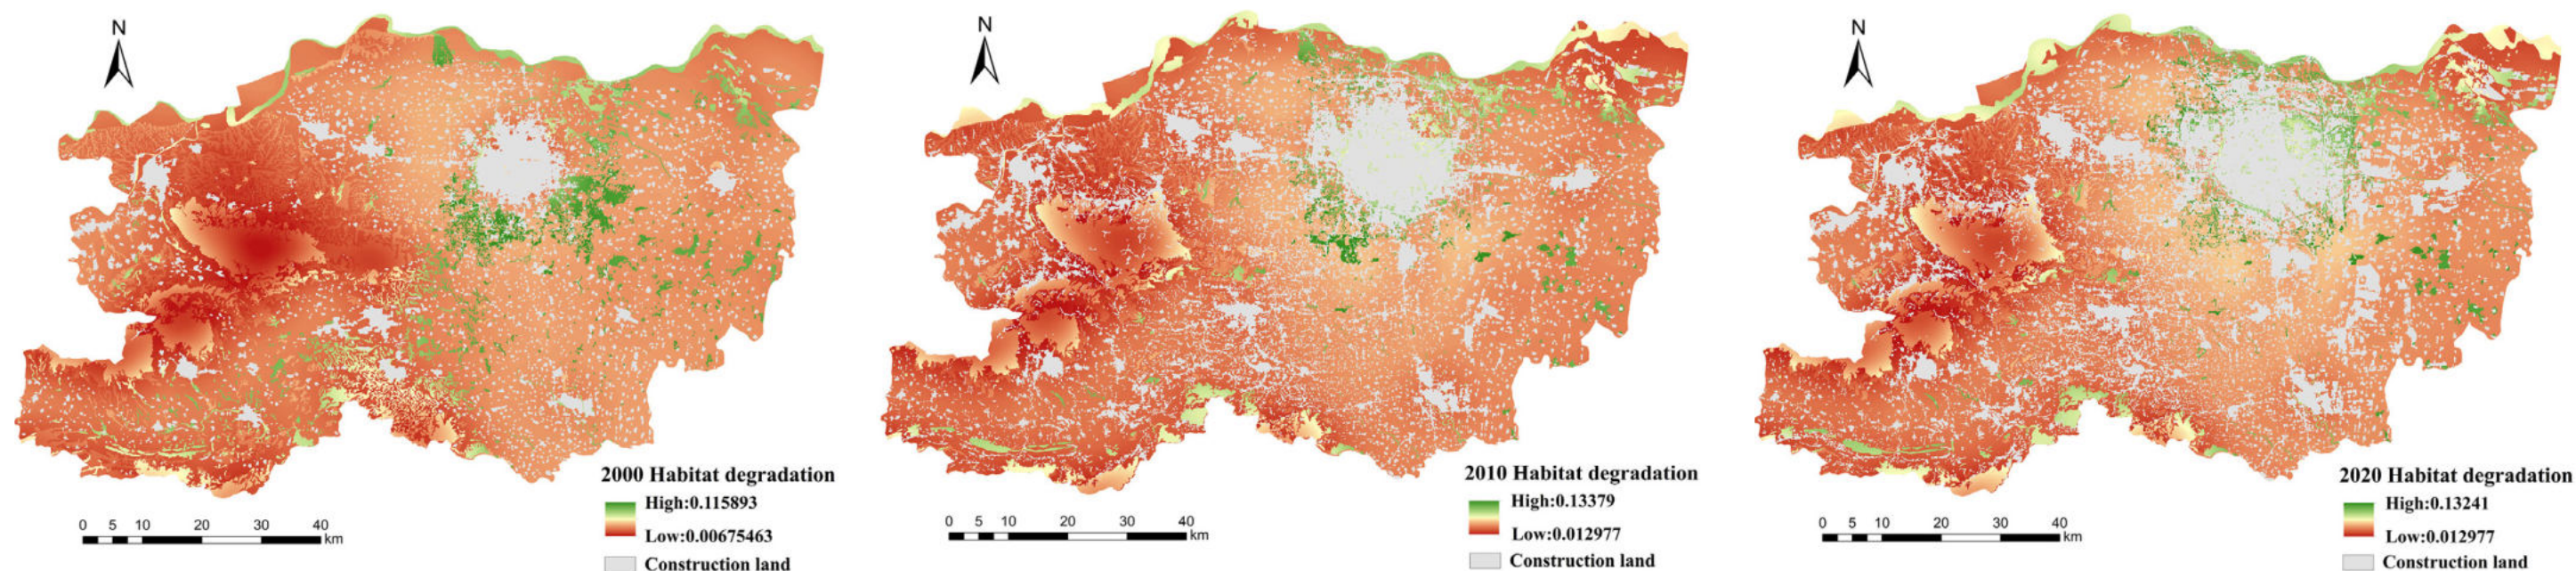 N
2000 Habitat degradation
High:0.115893
Low:0.00675463
Construction land
0 5 10 20 30 40
km
N
2010 Habitat degradation
High:0.13379
Low:0.012977
Construction land
0 5 10 20 30 40
km
N
2020 Habitat degradation
High:0.13241
Low:0.012977
Construction land
0 5 10 20 30 40
km